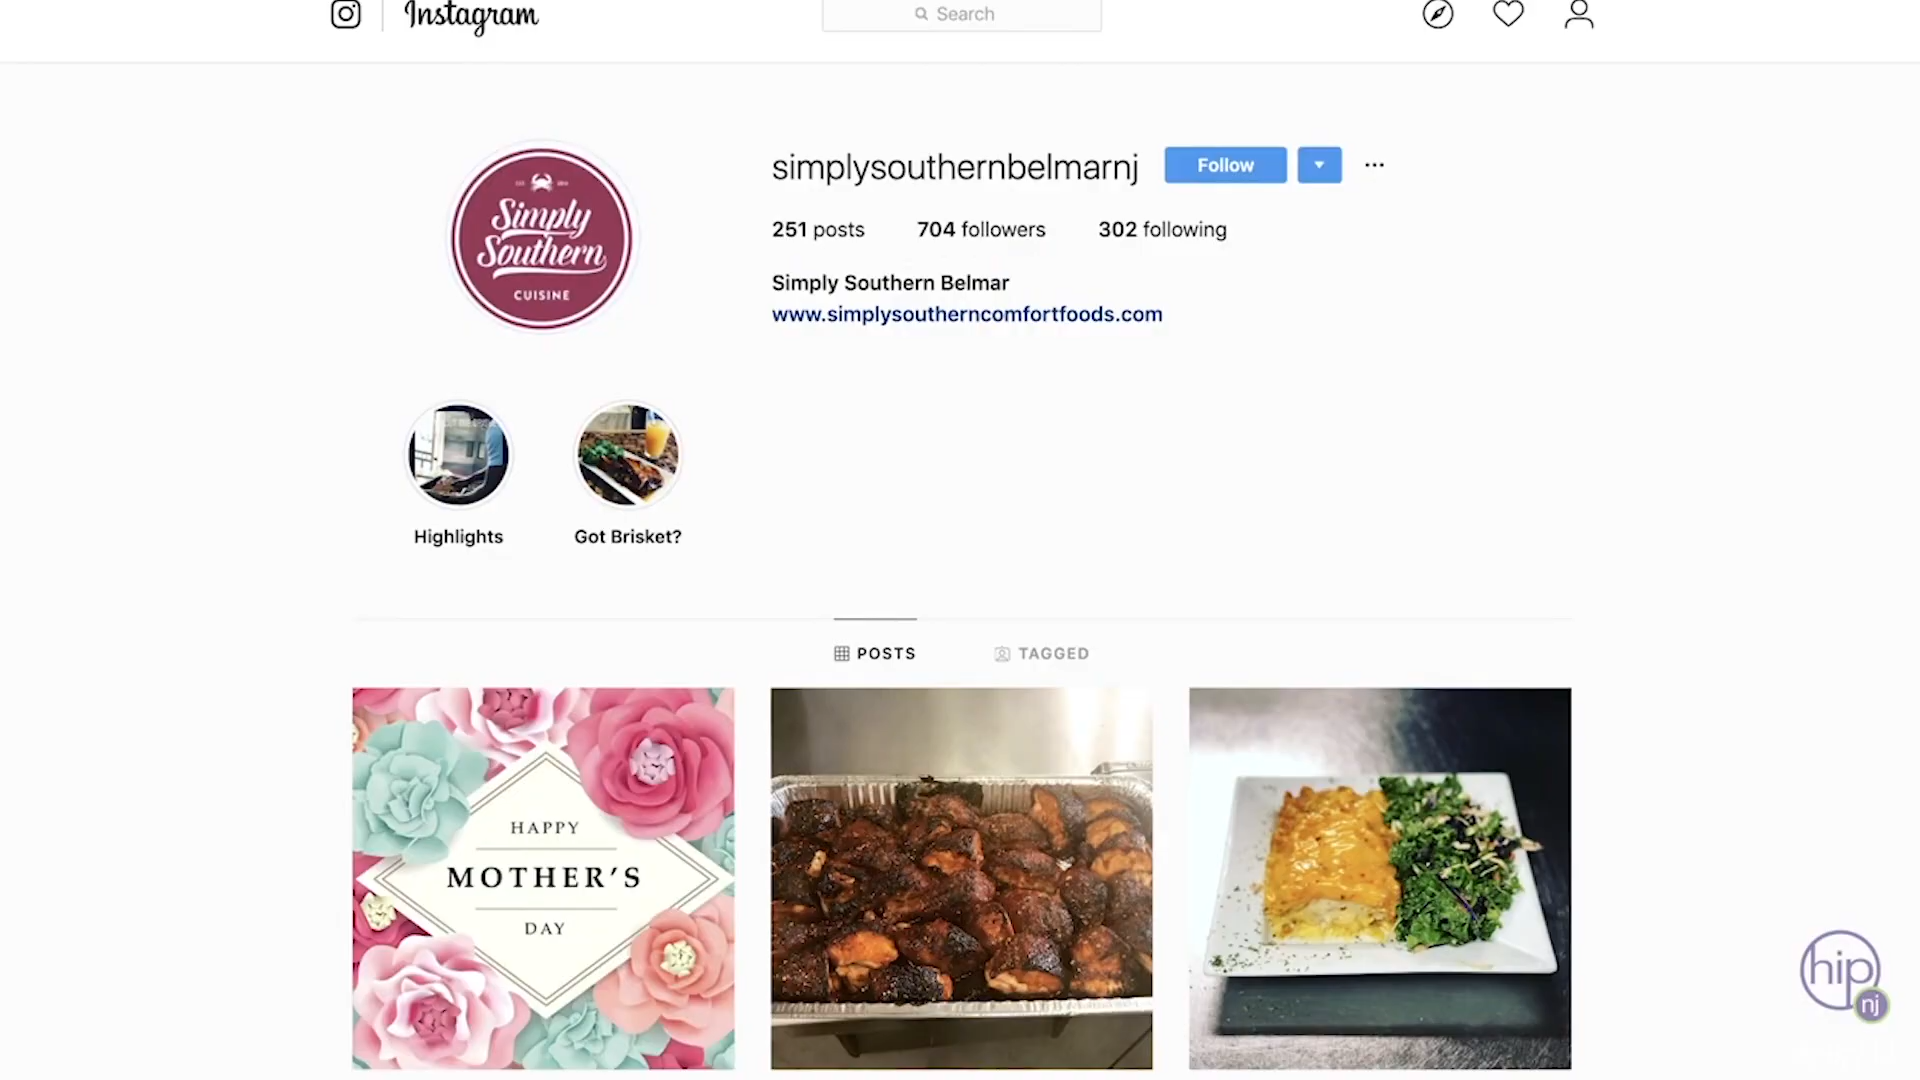 Instagram
Search
simplysouthernbelmarnj
Follow
251 posts 704 followers 302 following
Simply Southern Belmar
www.simplysoutherncomfortfoods.com
Simply
Southern
CUISINE
Highlights
Got Brisket?
POSTS
TAGGED
HAPPY
MOTHER'S
DAY
hip
nj